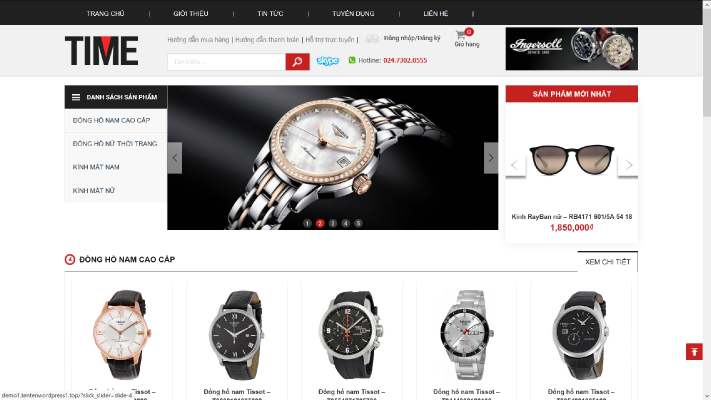 TRANG CHỦ | GIỚI THIỆU | TIN TỨC | TUYỂN DỤNG | LIÊN HỆ |
TIME
Hướng dẫn mua hàng | Hướng dẫn thanh toán | Hỗ trợ trực tuyến |
Đăng nhập/Đăng ký
0
Giỏ hàng
Tìm kiếm ...
skype
Hotline: 024.7302.0555
Ingersoll
SINCE 1892
DANH SÁCH SẢN PHẨM
ĐỒNG HỒ NAM CAO CẤP
ĐỒNG HỒ NỮ THỜI TRANG
KÍNH MẮT NAM
KÍNH MẮT NỮ
1 2 3 4 5
SẢN PHẨM MỚI NHẤT
Kính RayBan nữ – RB4171 601/5A 54 18
1,850,000₫
ĐỒNG HỒ NAM CAO CẤP
XEM CHI TIẾT
Đồng hồ nam Tissot –
Đồng hồ nam Tissot –
Đồng hồ nam Tissot –
Đồng hồ nam Tissot –
Đồng hồ nam Tissot –
demo1.tentenwordpress1.top/?slick_slider=slide-4